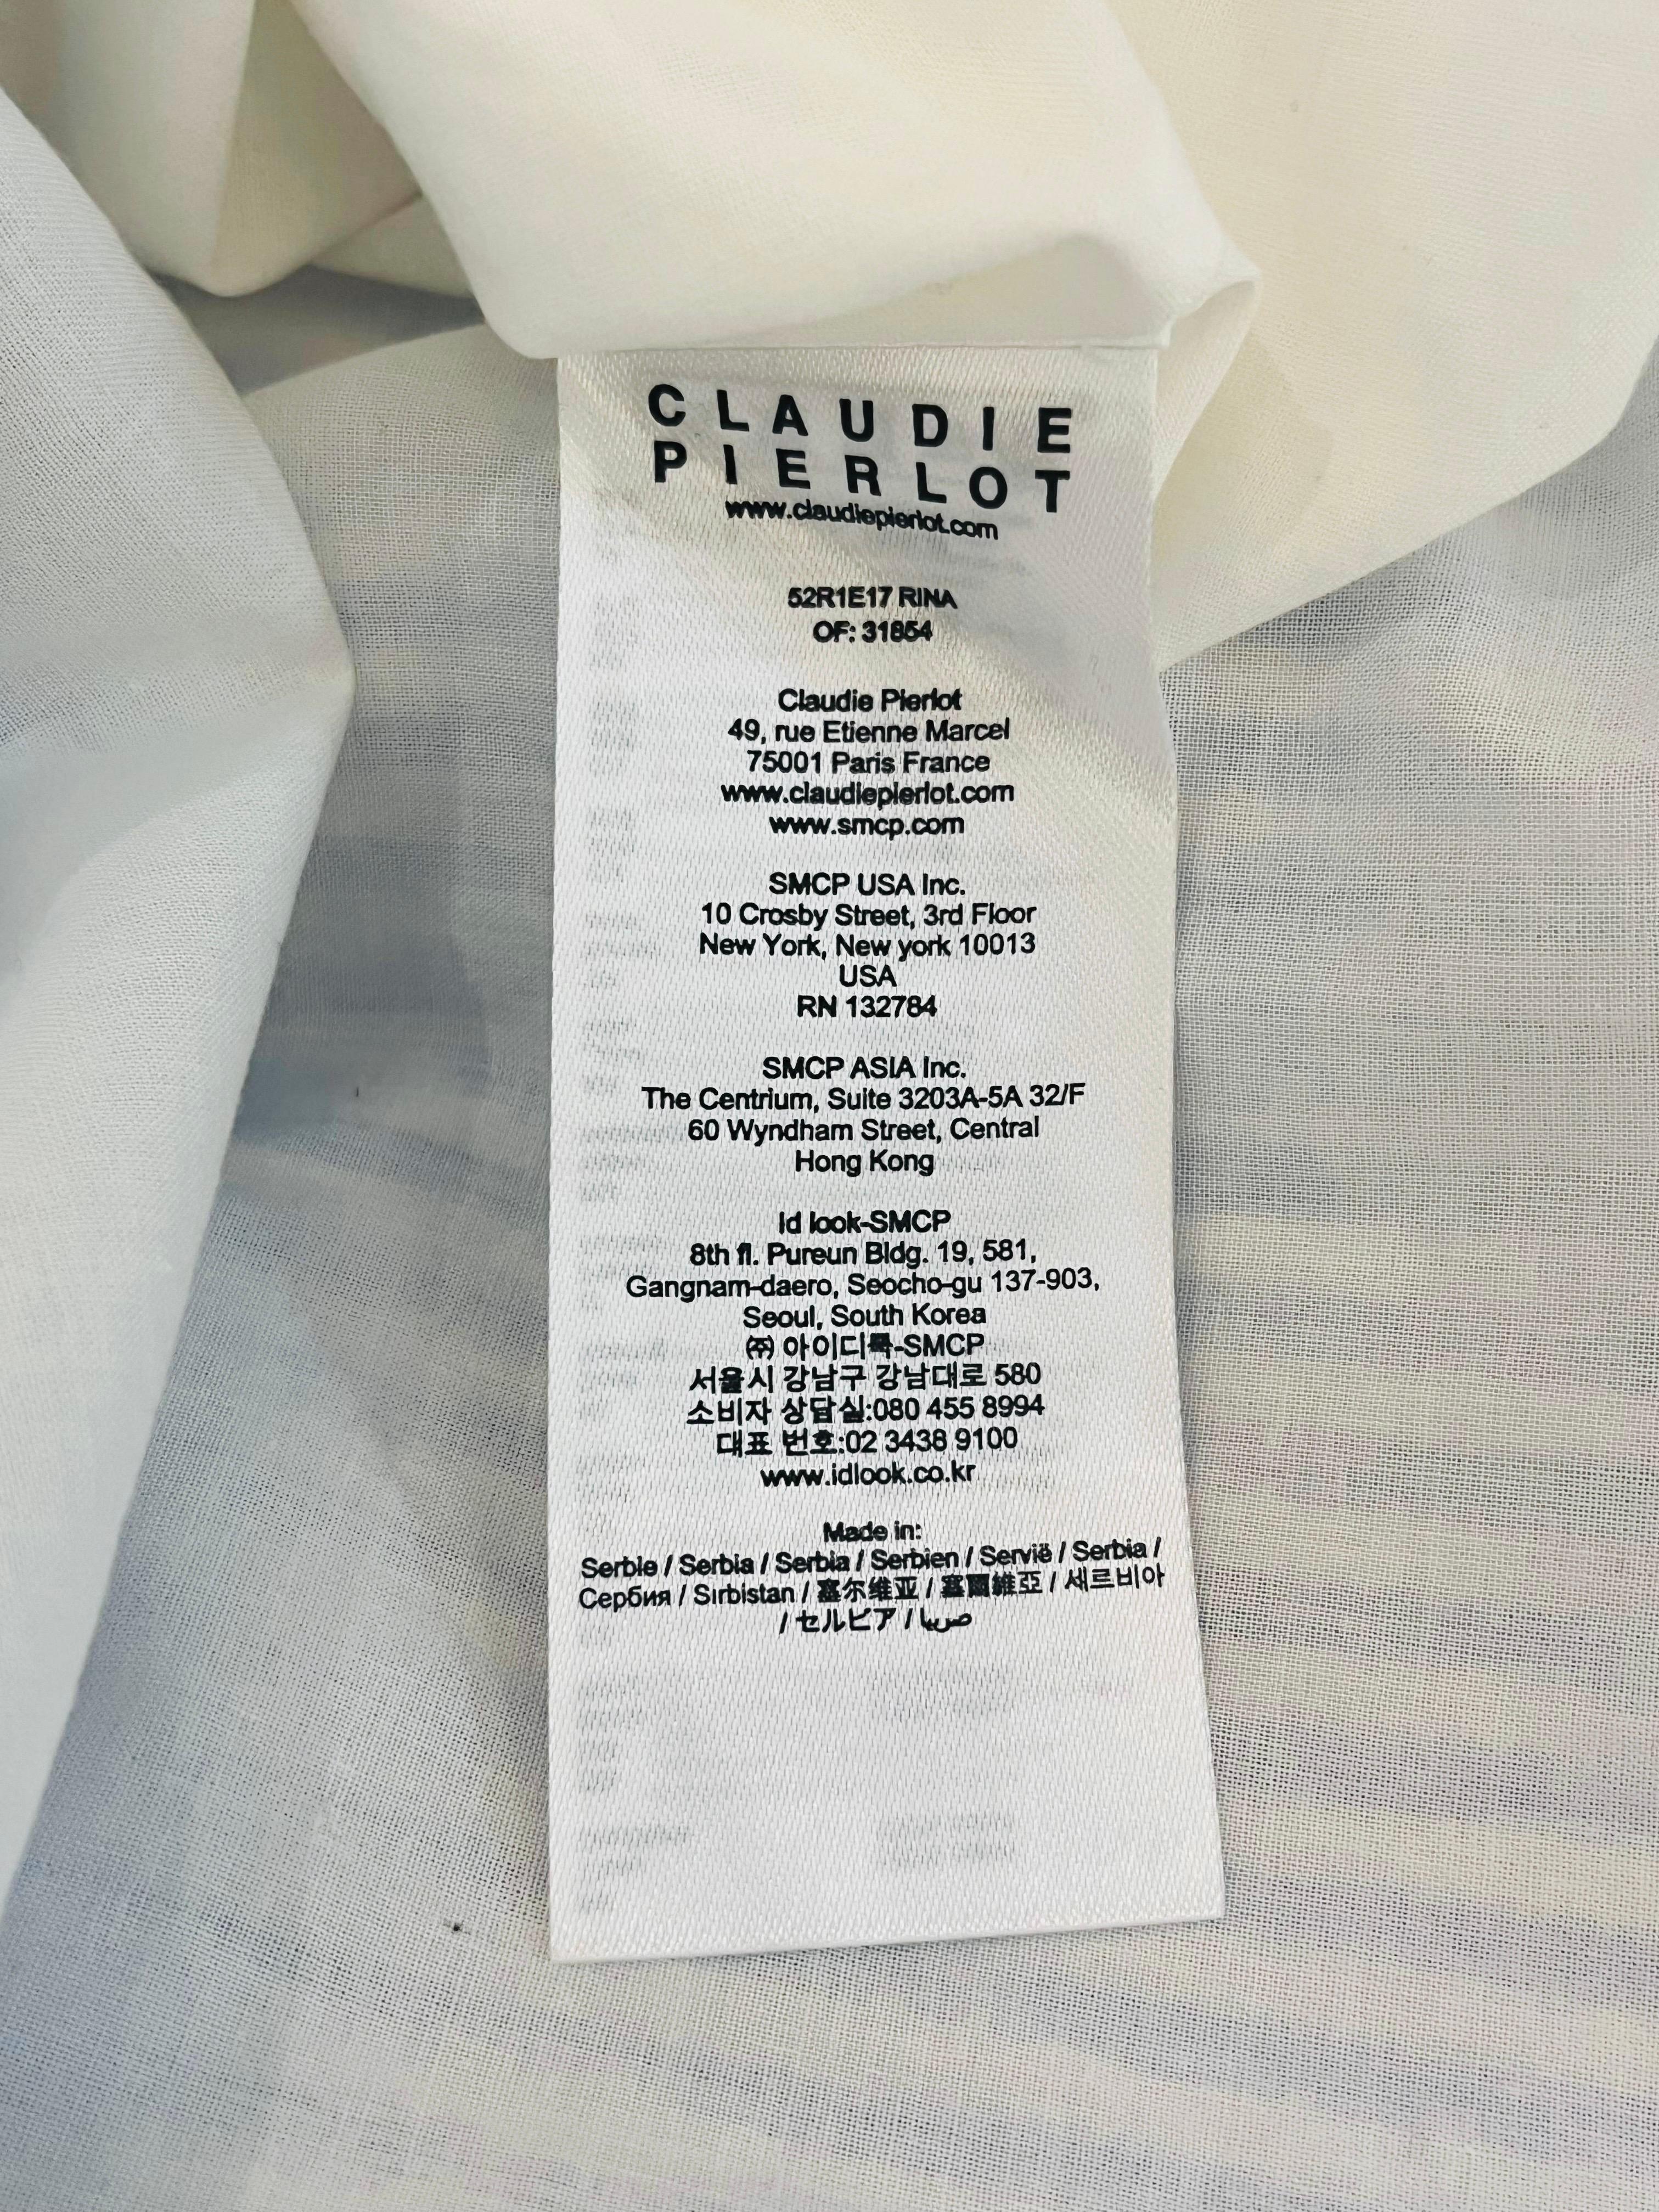 CLAUDIE
PIERLOT
www.claudiepierlot.com
52R1E17 RINA
OF: 31854
Claudie Pierlot
49, rue Etienne Marcel
75001 Paris France
www.claudiepierlot.com
www.smcp.com
SMCP USA Inc.
10 Crosby Street, 3rd Floor
New York, New york 10013
USA
RN 132784
SMCP ASIA Inc.
The Centrium, Suite 3203A-5A 32/F
60 Wyndham Street, Central
Hong Kong
Id look-SMCP
8th fl. Pureun Bldg. 19, 581,
Gangnam-daero, Seocho-gu 137-903,
Seoul, South Korea
㈜ 아이디룩-SMCP
서울시 강남구 강남대로 580
소비자 상담실:080 455 8994
대표 번호:02 3438 9100
www.idlook.co.kr
Made in:
Serbie / Serbia / Serbia / Serbien / Servië / Serbia /
Сербия / Sırbistan / 塞尔维亚 / 塞爾維亞 / 세르비아
/ セルビア / صربيا